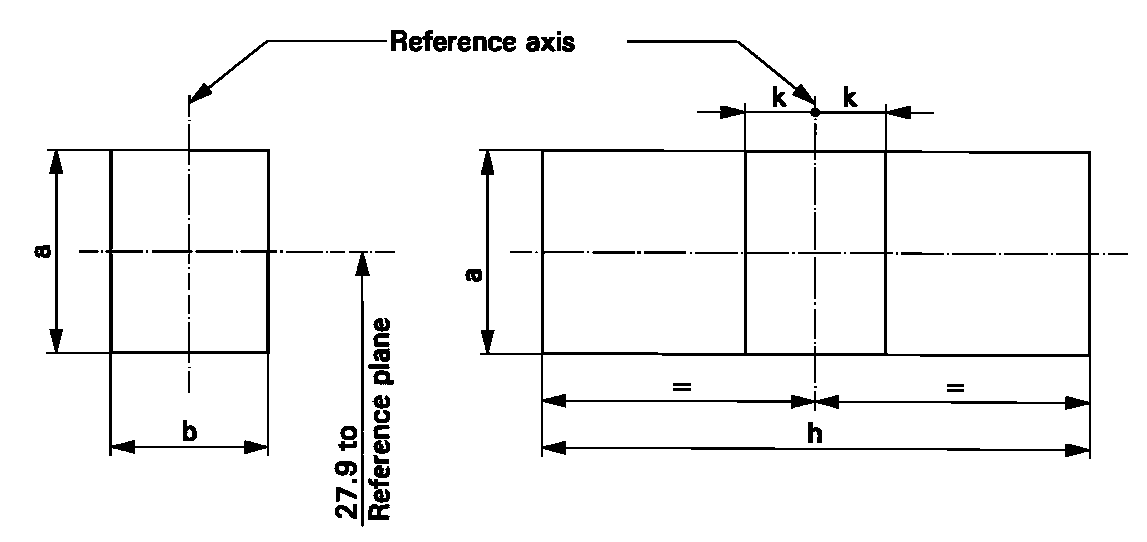 Reference axis
k k
a
a
= =
b
h
27.9 to
Reference plane